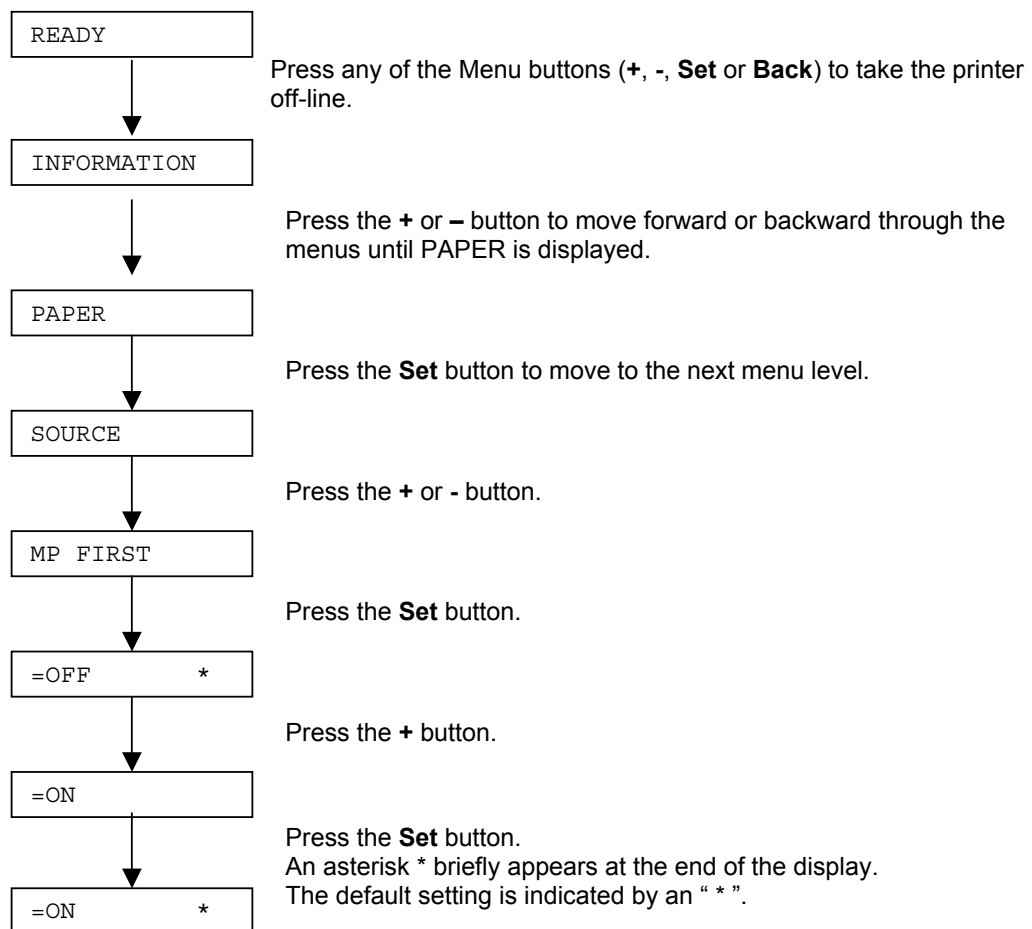 READY
Press any of the Menu buttons (+, -, Set or Back) to take the printer
off-line.
INFORMATION
Press the + or – button to move forward or backward through the
menus until PAPER is displayed.
PAPER
Press the Set button to move to the next menu level.
SOURCE
Press the + or - button.
MP FIRST
Press the Set button.
=OFF *
Press the + button.
=ON
Press the Set button.
An asterisk * briefly appears at the end of the display.
The default setting is indicated by an “ * ”.
=ON *